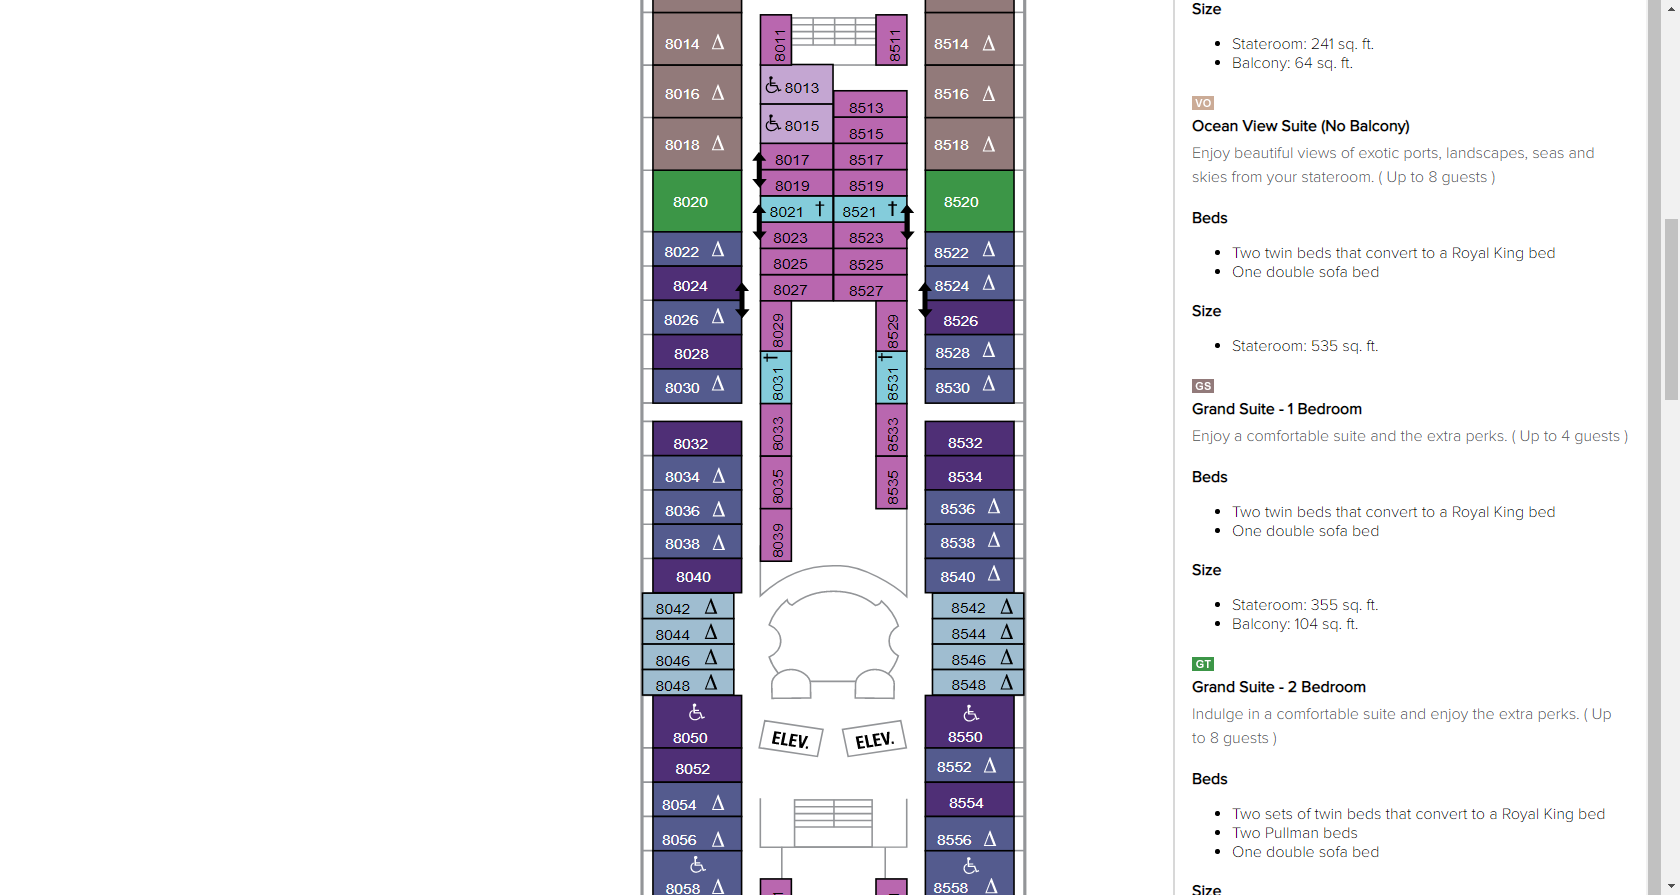 8014
8016
8018
8020
8022
8024
8026
8028
8030
8032
8034
8036
8038
8040
8042
8044
8046
8048
8050
8052
8054
8056
8058
8011
8511
8013
8015
8513
8515
8017 8517
8019 8519
8021 † 8521 †
8023 8523
8025 8525
8027 8527
8029
8031 †
8033
8035
8039
8529
8531 †
8533
8535
ELEV. ELEV.
8514
8516
8518
8520
8522
8524
8526
8528
8530
8532
8534
8536
8538
8540
8542
8544
8546
8548
8550
8552
8554
8556
8558
Size
• Stateroom: 241 sq. ft.
• Balcony: 64 sq. ft.
VO
Ocean View Suite (No Balcony)
Enjoy beautiful views of exotic ports, landscapes, seas and
skies from your stateroom. ( Up to 8 guests )
Beds
• Two twin beds that convert to a Royal King bed
• One double sofa bed
Size
• Stateroom: 535 sq. ft.
GS
Grand Suite - 1 Bedroom
Enjoy a comfortable suite and the extra perks. ( Up to 4 guests )
Beds
• Two twin beds that convert to a Royal King bed
• One double sofa bed
Size
• Stateroom: 355 sq. ft.
• Balcony: 104 sq. ft.
GT
Grand Suite - 2 Bedroom
Indulge in a comfortable suite and enjoy the extra perks. ( Up
to 8 guests )
Beds
• Two sets of twin beds that convert to a Royal King bed
• Two Pullman beds
• One double sofa bed
Size